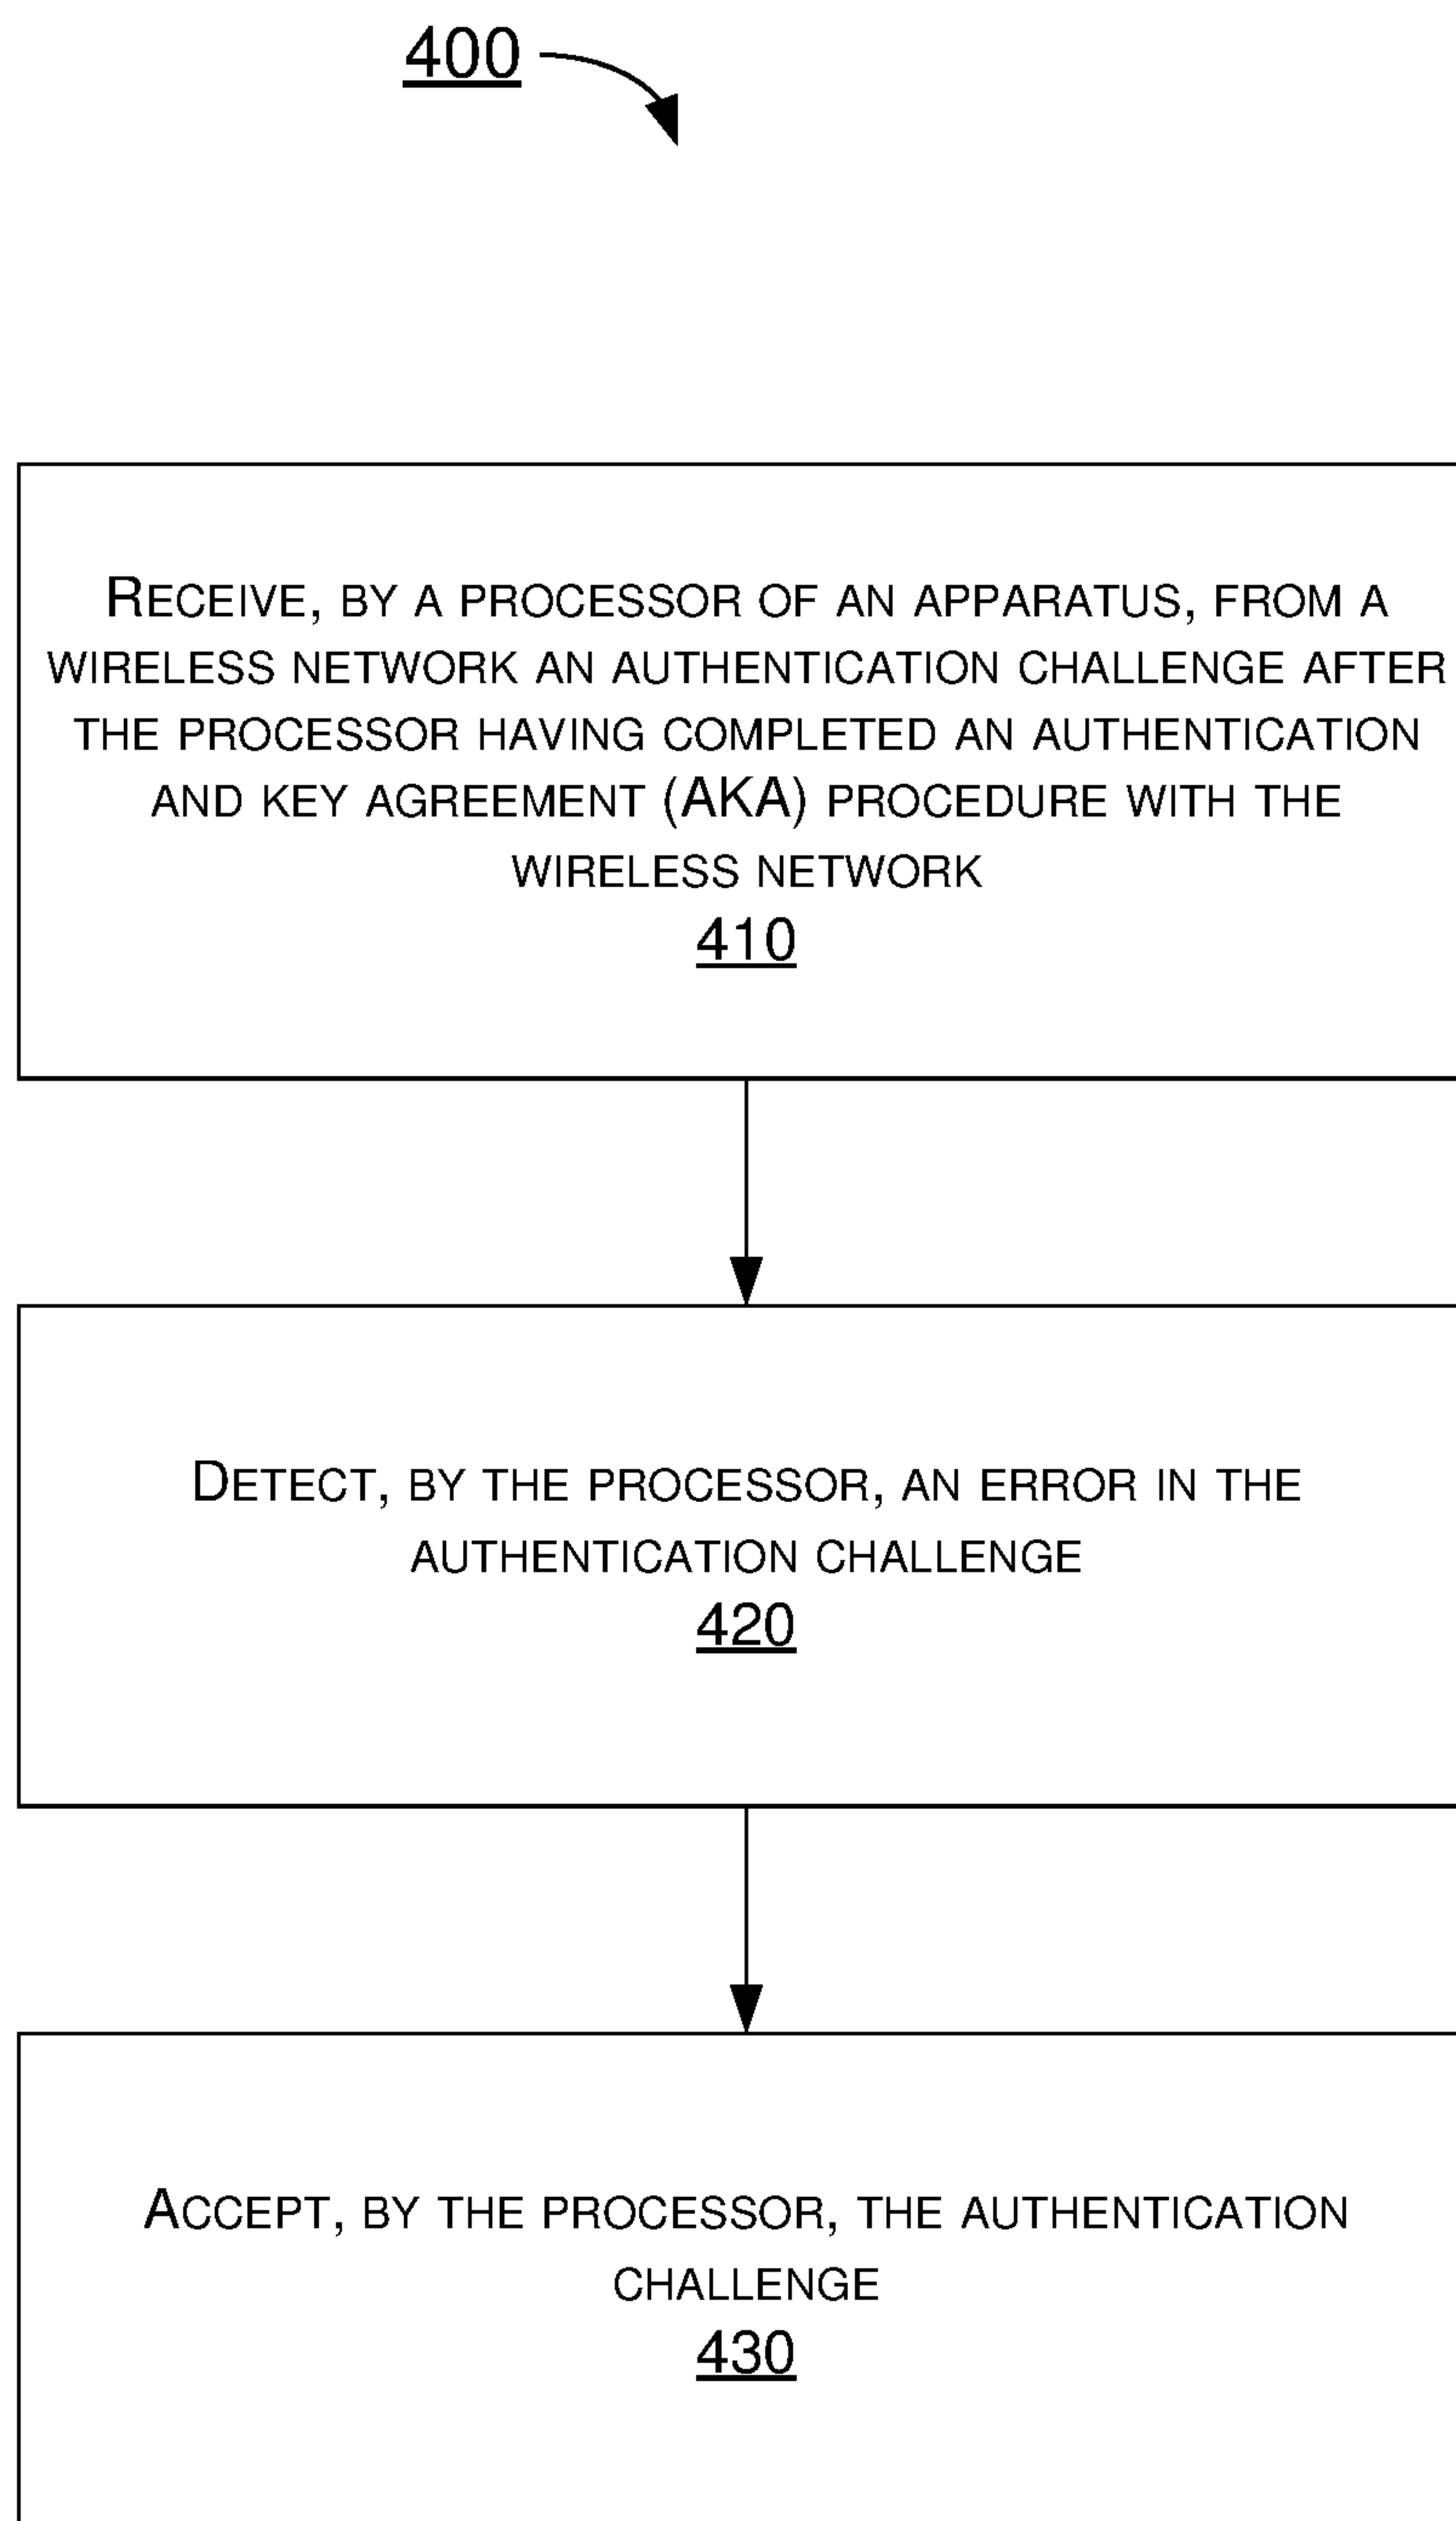 400
RECEIVE, BY A PROCESSOR OF AN APPARATUS, FROM A
WIRELESS NETWORK AN AUTHENTICATION CHALLENGE AFTER
THE PROCESSOR HAVING COMPLETED AN AUTHENTICATION
AND KEY AGREEMENT (AKA) PROCEDURE WITH THE
WIRELESS NETWORK
410
DETECT, BY THE PROCESSOR, AN ERROR IN THE
AUTHENTICATION CHALLENGE
420
ACCEPT, BY THE PROCESSOR, THE AUTHENTICATION
CHALLENGE
430